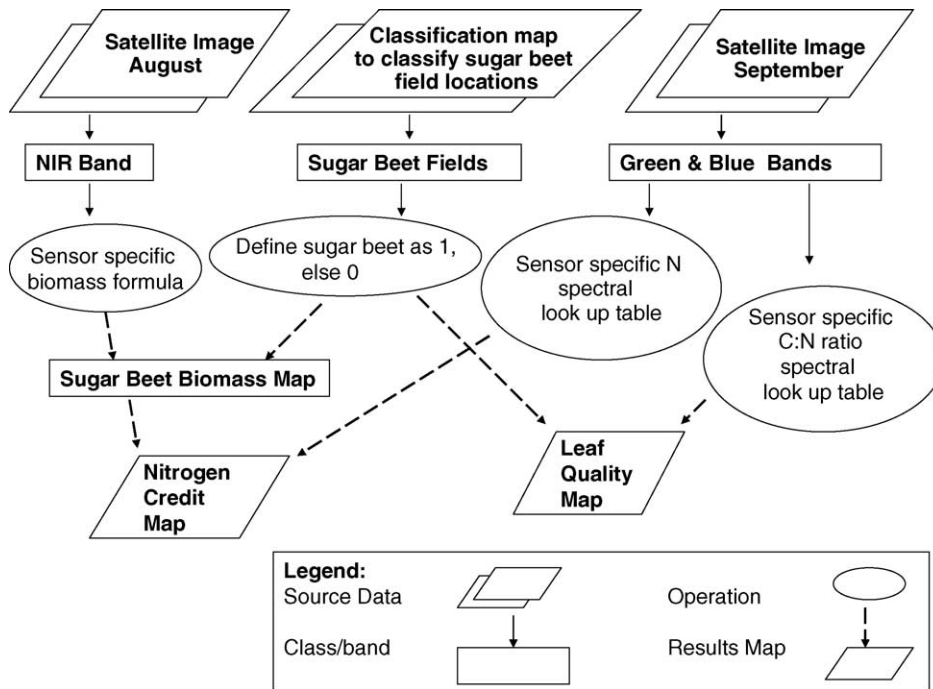 Satellite Image
August
Classification map
to classify sugar beet
field locations
Satellite Image
September
NIR Band
Sugar Beet Fields
Green & Blue Bands
Sensor specific
biomass formula
Define sugar beet as 1,
else 0
Sensor specific N
spectral
look up table
Sensor specific
C:N ratio
spectral
look up table
Sugar Beet Biomass Map
Nitrogen
Credit
Map
Leaf
Quality
Map
Legend:
Source Data
Operation
Class/band
Results Map